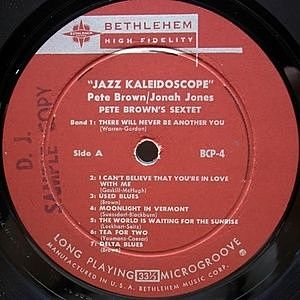 BETHLEHEM
BETHLEHEM
HIGH FIDELITY
"JAZZ KALEIDOSCOPE"
Pete Brown/Jonah Jones
PETE BROWN'S SEXTET
Band 1: THERE WILL NEVER BE ANOTHER YOU
(Warren-Gordon)
Side A
BCP-4
D. J.
SAMPLE COPY
2: I CAN'T BELIEVE THAT YOU'RE IN LOVE
WITH ME
(Gaskill-McHugh)
3: USED BLUES
(Brown)
4: MOONLIGHT IN VERMONT
(Suessdorf-Blackburn)
5: THE WORLD IS WAITING FOR THE SUNRISE
(Lockhart-Seitz)
6: TEA FOR TWO
(Youmans-Caesar)
7: DELTA BLUES
(Brown)
LONG PLAYING 33⅓ MICROGROOVE
MANUFACTURED IN U.S.A. BETHLEHEM MUSIC CORP.